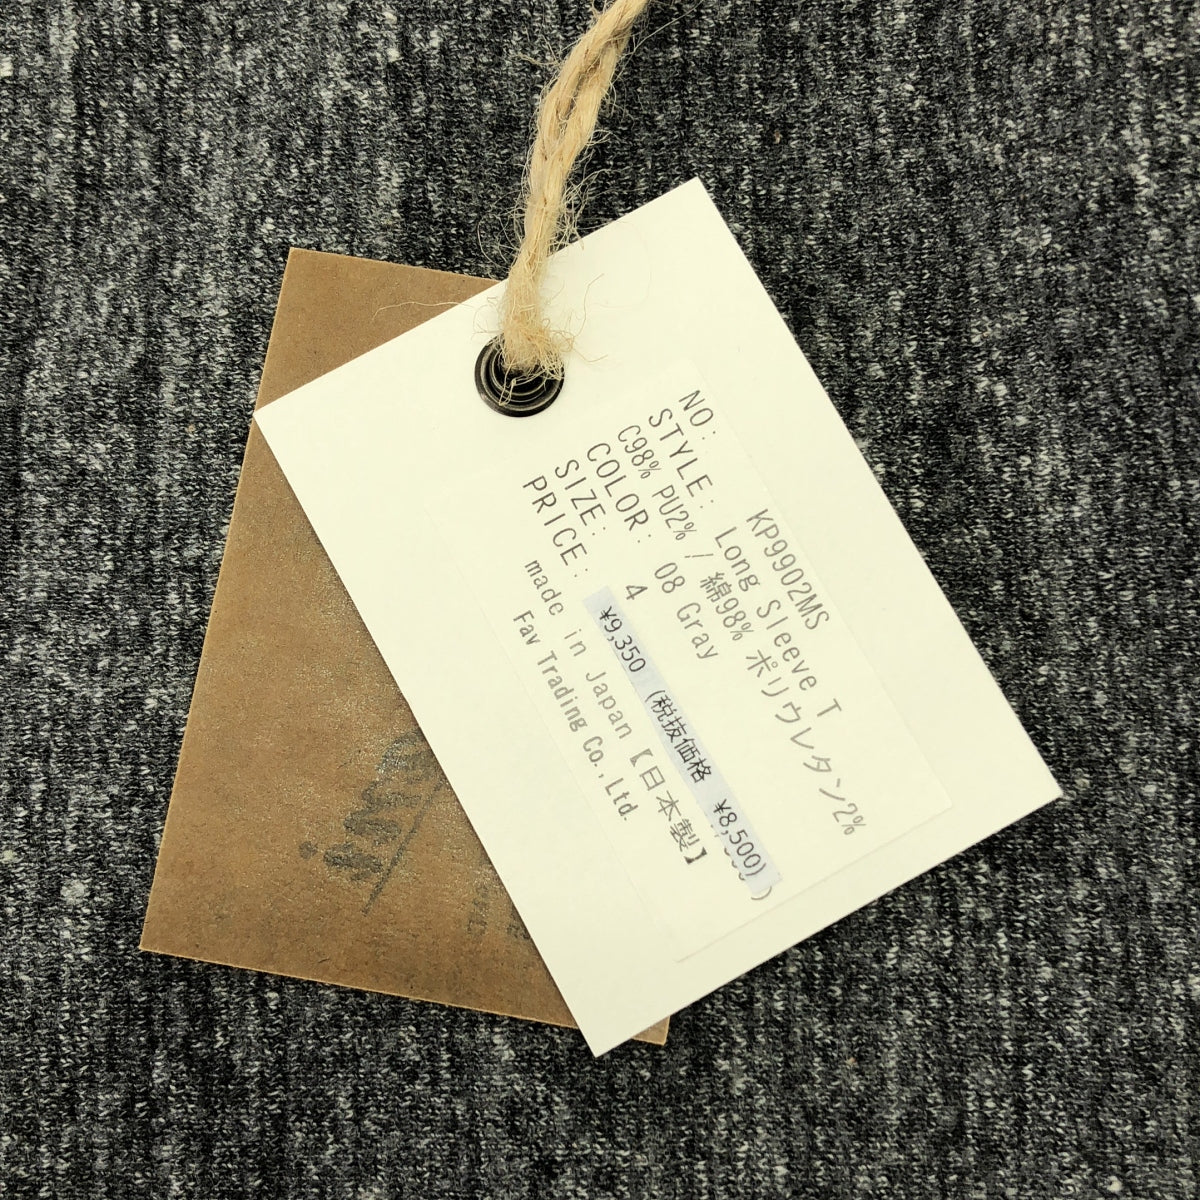 NO: KP9902MS
STYLE: Long Sleeve T
C98% PU2% / 綿98% ポリウレタン2%
COLOR: 08 Gray
SIZE: 4
PRICE: ¥9,350 (税抜価格 ¥8,500)
made in Japan【日本製】
Fav Trading Co.,Ltd.